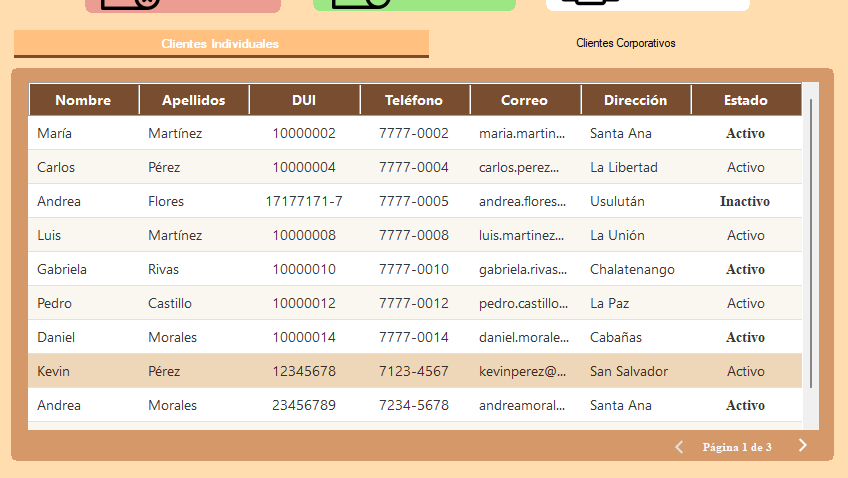 Clientes Individuales Clientes Corporativos
Nombre Apellidos DUI Teléfono Correo Dirección Estado
María Martínez 10000002 7777-0002 maria.martin... Santa Ana Activo
Carlos Pérez 10000004 7777-0004 carlos.perez... La Libertad Activo
Andrea Flores 17177171-7 7777-0005 andrea.flores... Usulután Inactivo
Luis Martínez 10000008 7777-0008 luis.martinez... La Unión Activo
Gabriela Rivas 10000010 7777-0010 gabriela.rivas... Chalatenango Activo
Pedro Castillo 10000012 7777-0012 pedro.castillo... La Paz Activo
Daniel Morales 10000014 7777-0014 daniel.morale... Cabañas Activo
Kevin Pérez 12345678 7123-4567 kevinperez@... San Salvador Activo
Andrea Morales 23456789 7234-5678 andreamoral... Santa Ana Activo
Página 1 de 3